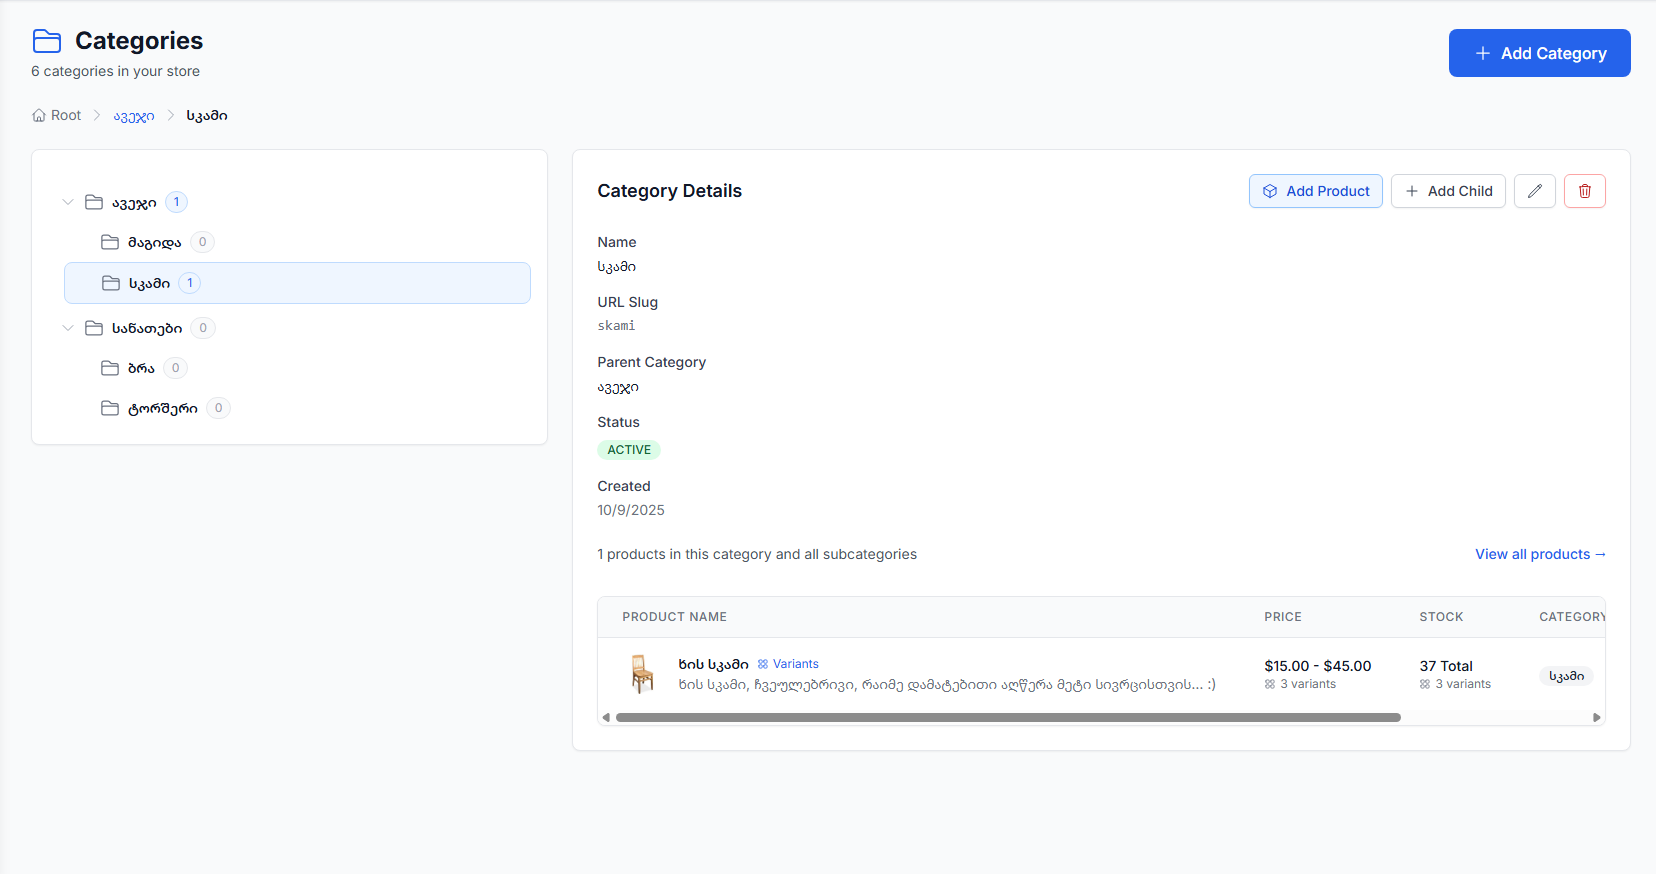 Categories
6 categories in your store
Add Category
Root > ავეჯი > სკამი
ავეჯი 1
მაგიდა 0
სკამი 1
სანათები 0
ბრა 0
ტორშერი 0
Category Details
Add Product
Add Child
Name
სკამი
URL Slug
skami
Parent Category
ავეჯი
Status
ACTIVE
Created
10/9/2025
1 products in this category and all subcategories
View all products →
PRODUCT NAME PRICE STOCK CATEGORY
ხის სკამი Variants
ხის სკამი, ჩვეულებრივი, რაიმე დამატებითი აღწერა მეტი სივრცისთვის... :)
$15.00 - $45.00
3 variants
37 Total
3 variants
სკამი